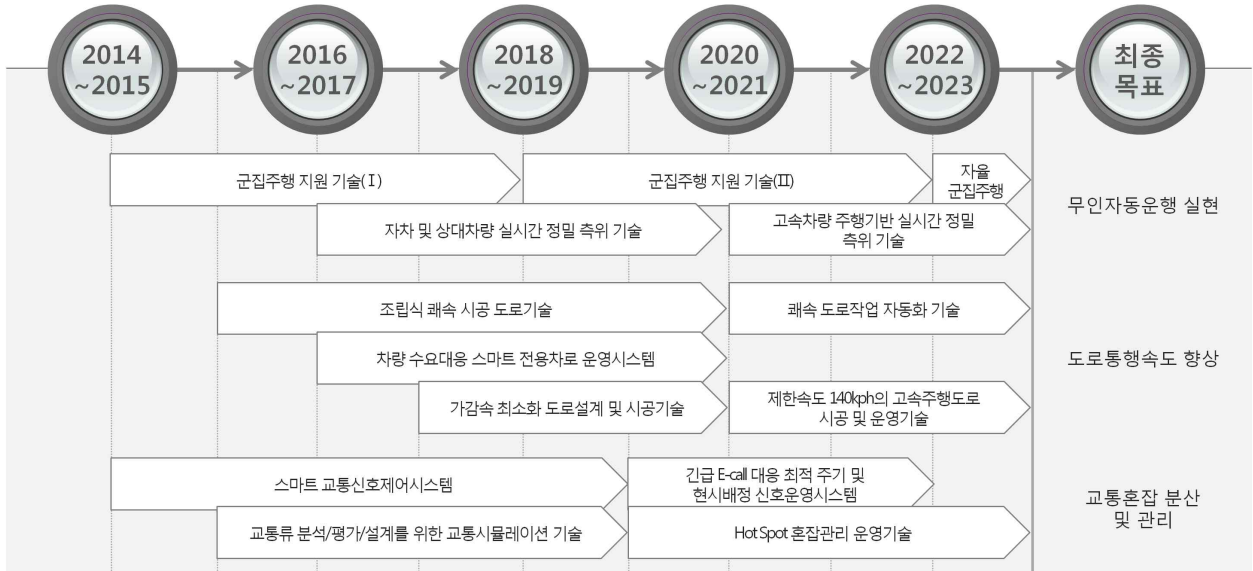 2014
~2015
2016
~2017
2018
~2019
2020
~2021
2022
~2023
최종
목표
군집주행 지원 기술(Ⅰ)
군집주행 지원 기술(Ⅱ)
자율
군집주행
자차 및 상대차량 실시간 정밀 측위 기술
고속차량 주행기반 실시간 정밀
측위 기술
무인자동운행 실현
조립식 쾌속 시공 도로기술
쾌속 도로작업 자동화 기술
차량 수요대응 스마트 전용차로 운영시스템
가감속 최소화 도로설계 및 시공기술
제한속도 140kph의 고속주행도로
시공 및 운영기술
도로통행속도 향상
스마트 교통신호제어시스템
긴급 E-call 대응 최적 주기 및
현시배정 신호운영시스템
교통류 분석/평가/설계를 위한 교통시뮬레이션 기술
Hot Spot 혼잡관리 운영기술
교통혼잡 분산
및 관리